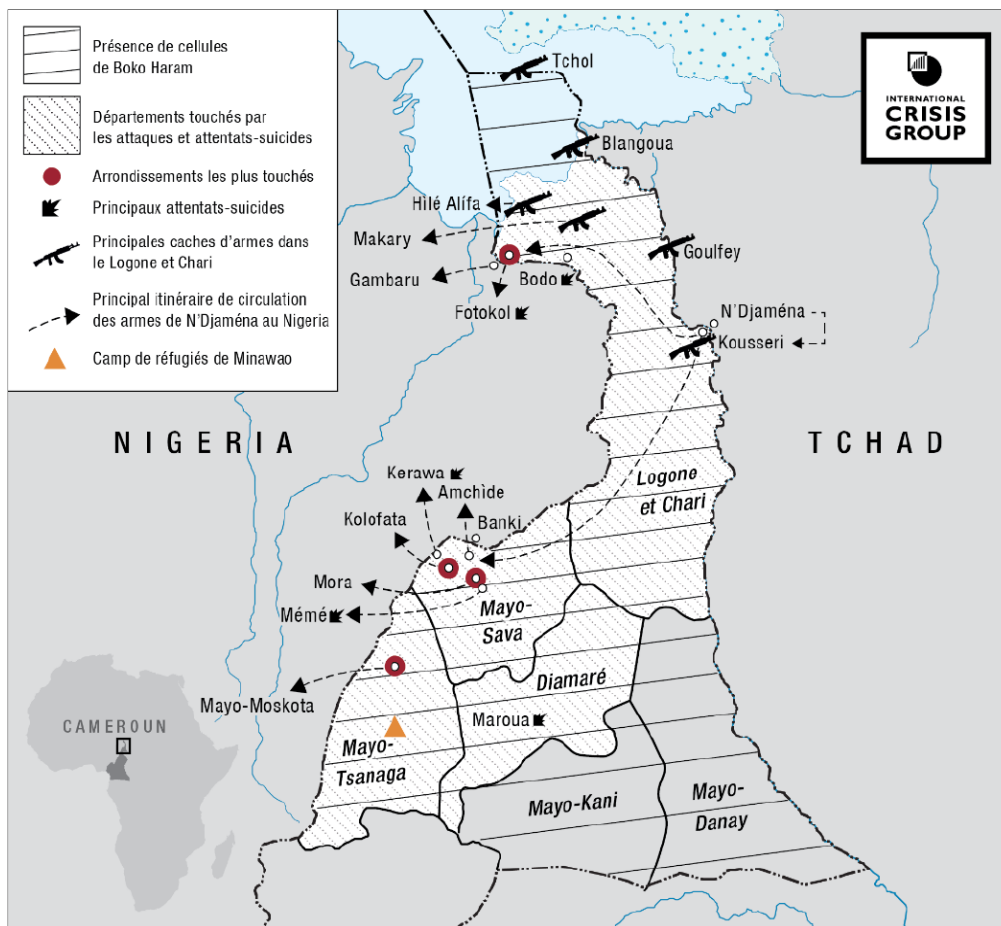 Présence de cellules
de Boko Haram
Départements touchés par
les attaques et attentats-suicides
Arrondissements les plus touchés
Principaux attentats-suicides
Principales caches d'armes dans
le Logone et Chari
Principal itinéraire de circulation
des armes de N'Djaména au Nigeria
Camp de réfugiés de Minawao
INTERNATIONAL
CRISIS
GROUP
Tchol
Blangoua
Hilé Alifa
Makary
Goulfey
Gambaru
Bodo
Fotokol
N'Djaména
Kousseri
NIGERIA
TCHAD
Kerawa
Amchìde
Kolofata
Banki
Logone
et Chari
Mora
Mémé
Mayo-
Sava
Mayo-Moskota
Diamaré
Maroua
CAMEROUN
Mayo-
Tsanaga
Mayo-Kani
Mayo-
Danay